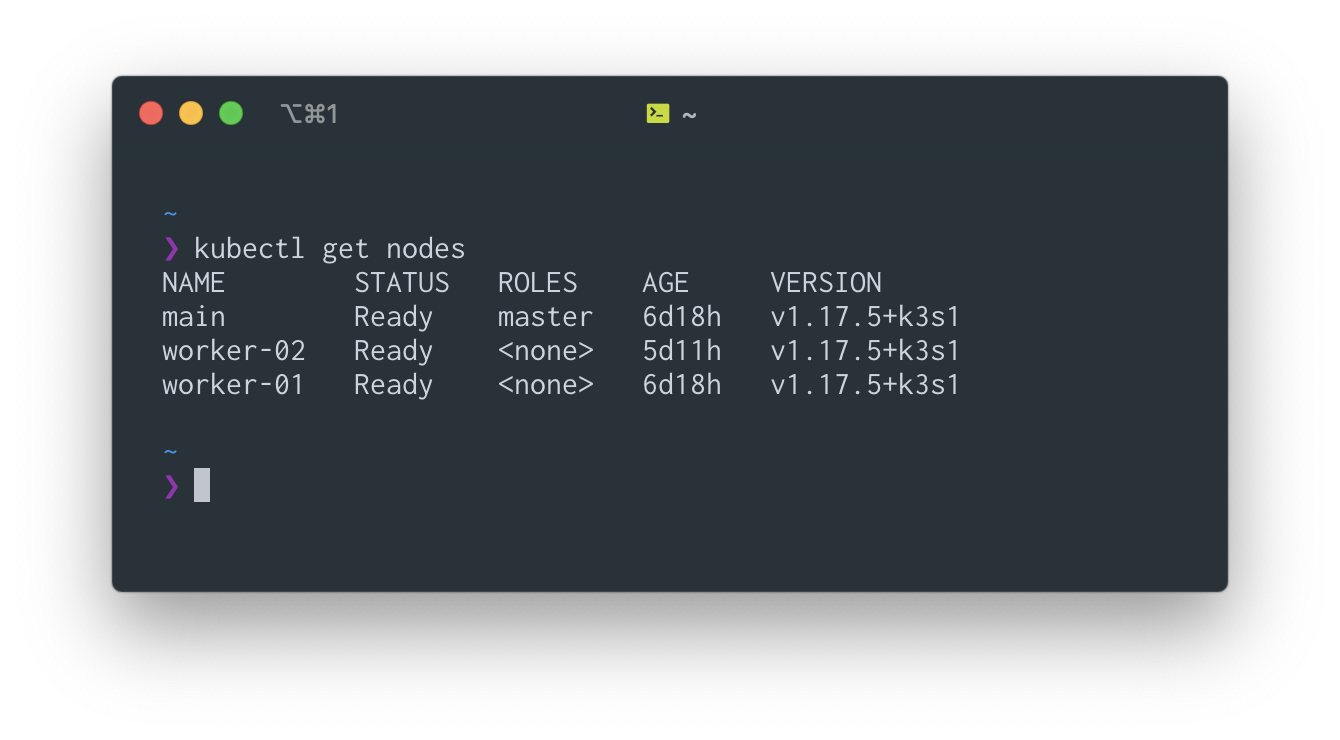 ⌥⌘1 ~
~
❯ kubectl get nodes
NAME STATUS ROLES AGE VERSION
main Ready master 6d18h v1.17.5+k3s1
worker-02 Ready <none> 5d11h v1.17.5+k3s1
worker-01 Ready <none> 6d18h v1.17.5+k3s1
~
❯